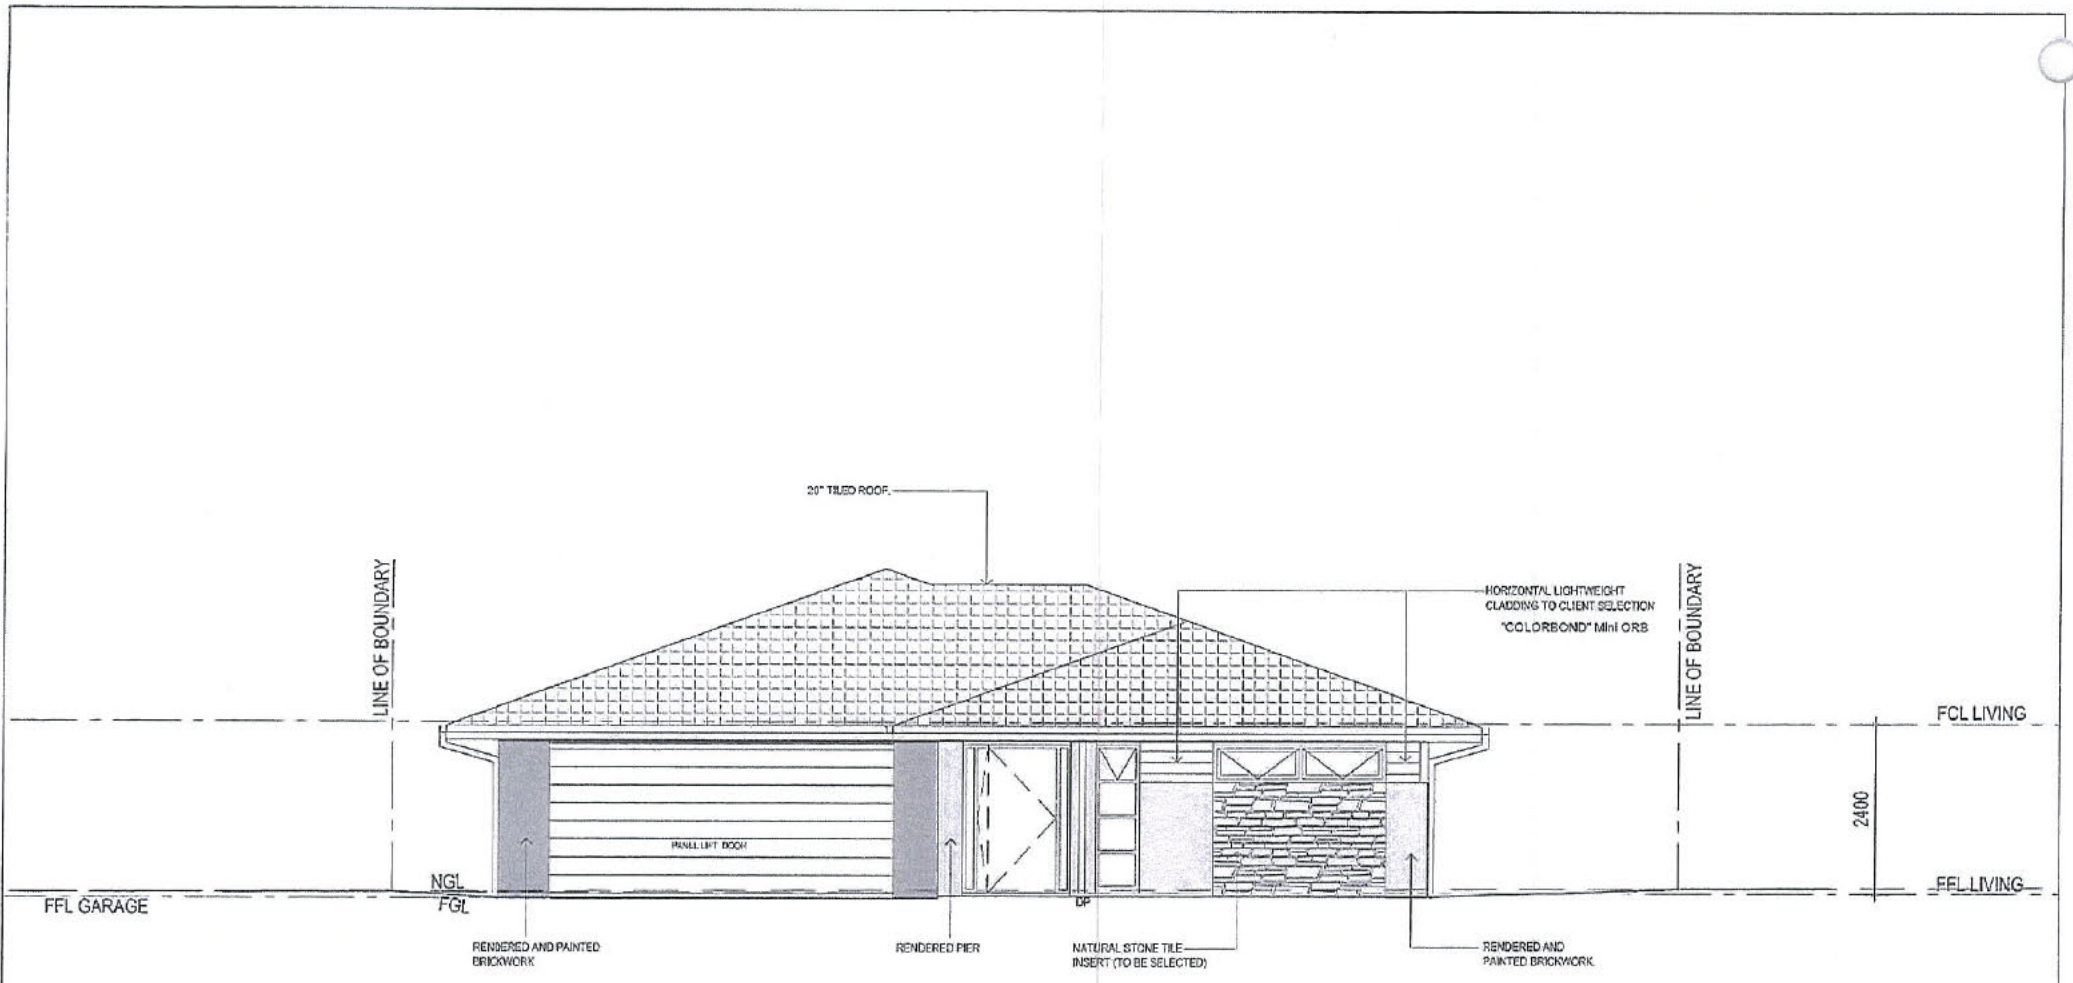 20° TILED ROOF.
LINE OF BOUNDARY
HORIZONTAL LIGHTWEIGHT
CLADDING TO CLIENT SELECTION
"COLORBOND" Mini ORB
LINE OF BOUNDARY
FCL LIVING
2400
PANEL LIFT DOOR
NGL
FGL
FFL GARAGE
FFL LIVING
DP
RENDERED AND PAINTED
BRICKWORK
RENDERED PIER
NATURAL STONE TILE
INSERT (TO BE SELECTED)
RENDERED AND
PAINTED BRICKWORK